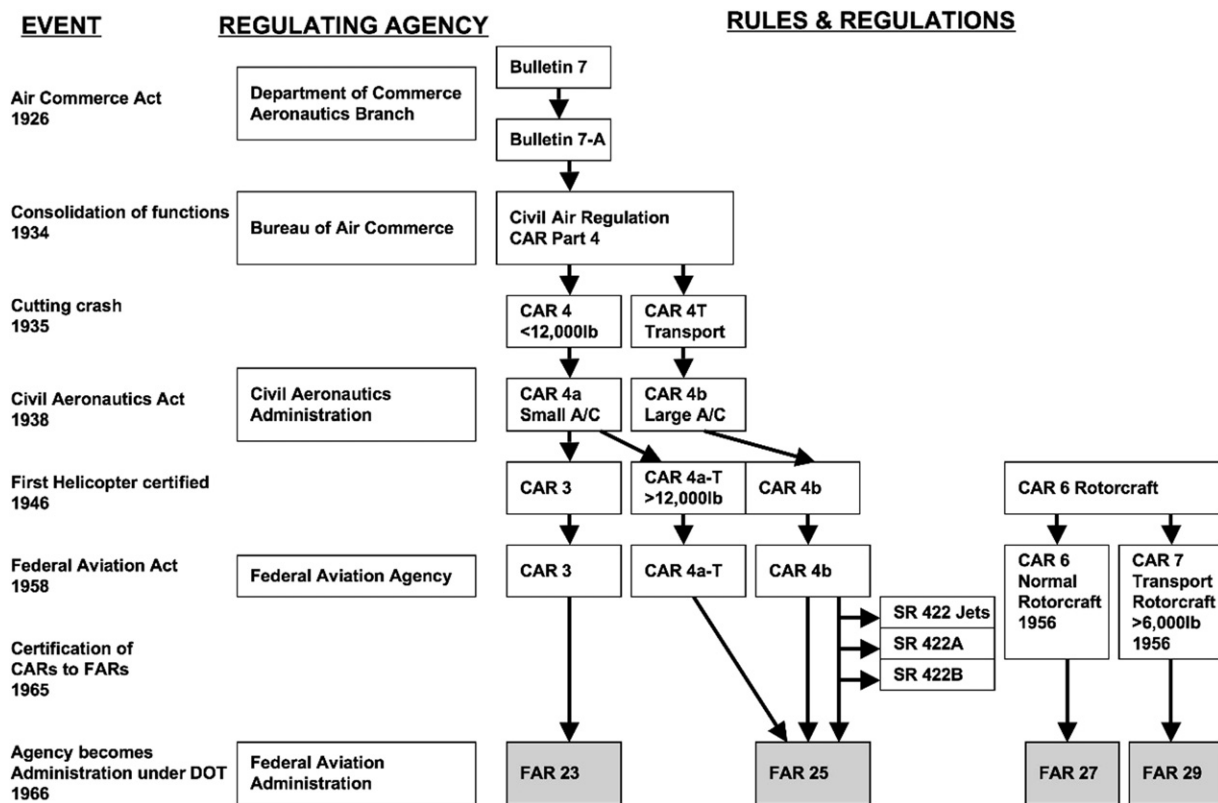 EVENT
REGULATING AGENCY
RULES & REGULATIONS
Air Commerce Act
1926
Department of Commerce
Aeronautics Branch
Bulletin 7
Bulletin 7-A
Consolidation of functions
1934
Bureau of Air Commerce
Civil Air Regulation
CAR Part 4
Cutting crash
1935
CAR 4
<12,000lb
CAR 4T
Transport
Civil Aeronautics Act
1938
Civil Aeronautics
Administration
CAR 4a
Small A/C
CAR 4b
Large A/C
First Helicopter certified
1946
CAR 3
CAR 4a-T
>12,000lb
CAR 4b
CAR 6 Rotorcraft
Federal Aviation Act
1958
Federal Aviation Agency
CAR 3
CAR 4a-T
CAR 4b
CAR 6
Normal
Rotorcraft
1956
CAR 7
Transport
Rotorcraft
>6,000lb
1956
SR 422 Jets
SR 422A
SR 422B
Certification of
CARs to FARs
1965
Agency becomes
Administration under DOT
1966
Federal Aviation
Administration
FAR 23
FAR 25
FAR 27
FAR 29